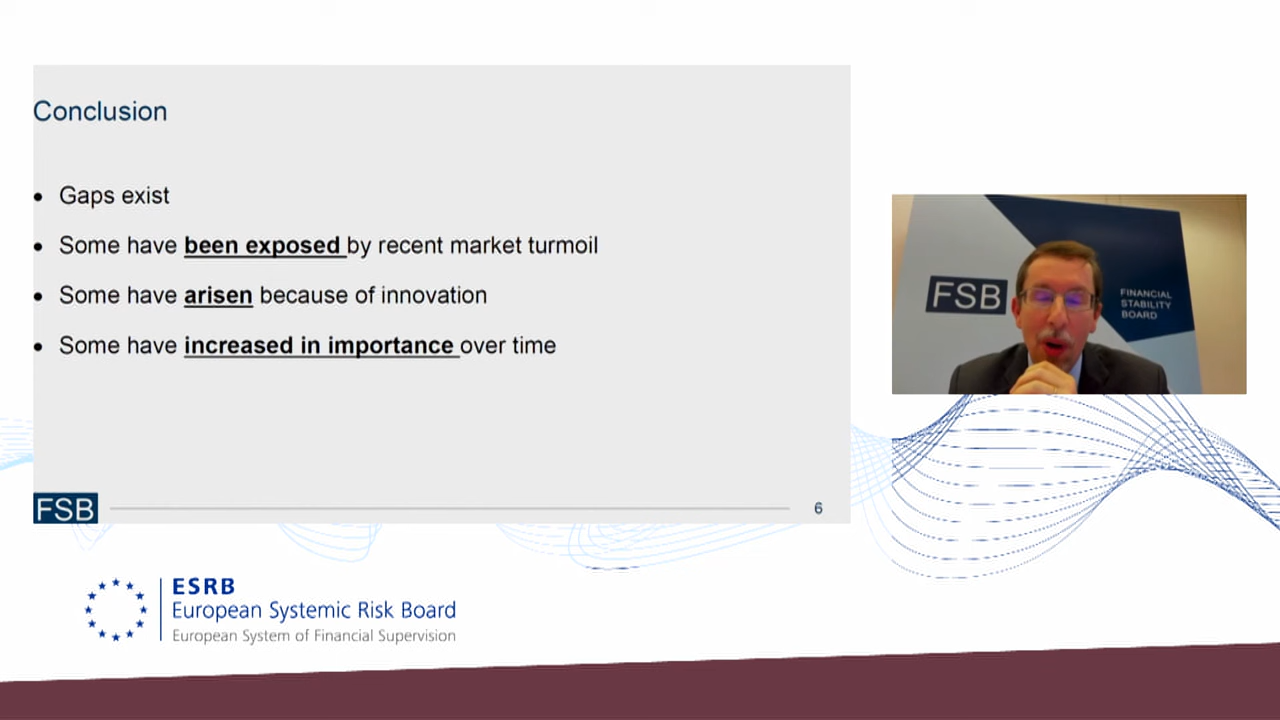 Conclusion
Gaps exist
Some have been exposed by recent market turmoil
Some have arisen because of innovation
Some have increased in importance over time
FSB
6
FSB
FINANCIAL
STABILITY
BOARD
ESRB
European Systemic Risk Board
European System of Financial Supervision